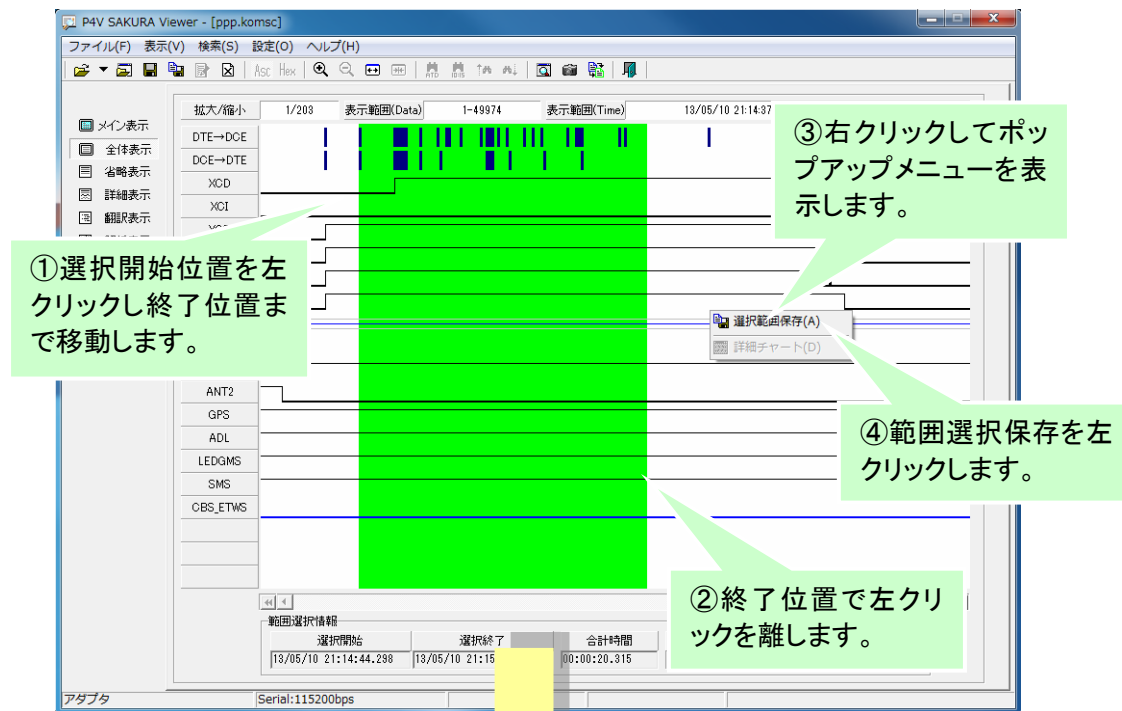 P4V SAKURA Viewer - [ppp.komsc]
ファイル(F) 表示(V) 検索(S) 設定(O) ヘルプ(H)
Asc Hex
拡大/縮小 1/203 表示範囲(Data) 1-49974 表示範囲(Time) 13/05/10 21:14:37
メイン表示
全体表示
省略表示
詳細表示
翻訳表示
DTE→DCE
DCE→DTE
XCD
XCI
③右クリックしてポッ
プアップメニューを表
示します。
①選択開始位置を左
クリックし終了位置ま
で移動します。
選択範囲保存(A)
詳細チャート(D)
ANT2
GPS
ADL
LEDGMS
SMS
CBS_ETWS
④範囲選択保存を左
クリックします。
②終了位置で左クリ
ックを離します。
範囲選択情報
選択開始 選択終了 合計時間
13/05/10 21:14:44.298 13/05/10 21:15 00:00:20.315
アダプタ Serial:115200bps